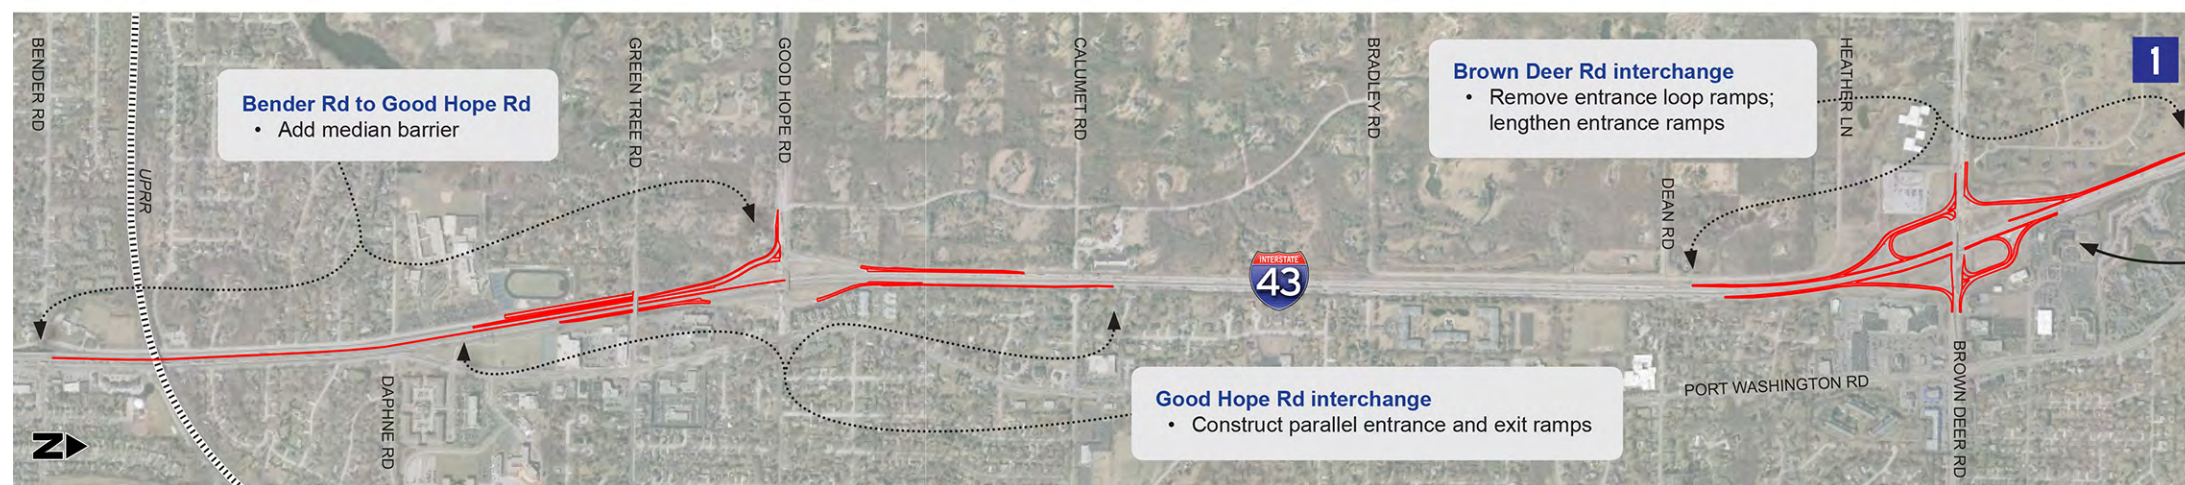 BENDER RD
UPRR
Bender Rd to Good Hope Rd
• Add median barrier
GREEN TREE RD
GOOD HOPE RD
CALUMET RD
BRADLEY RD
Brown Deer Rd interchange
• Remove entrance loop ramps;
lengthen entrance ramps
HEATHER LN
1
DEAN RD
INTERSTATE
43
DAPHNE RD
Good Hope Rd interchange
• Construct parallel entrance and exit ramps
PORT WASHINGTON RD
BROWN DEER RD
N